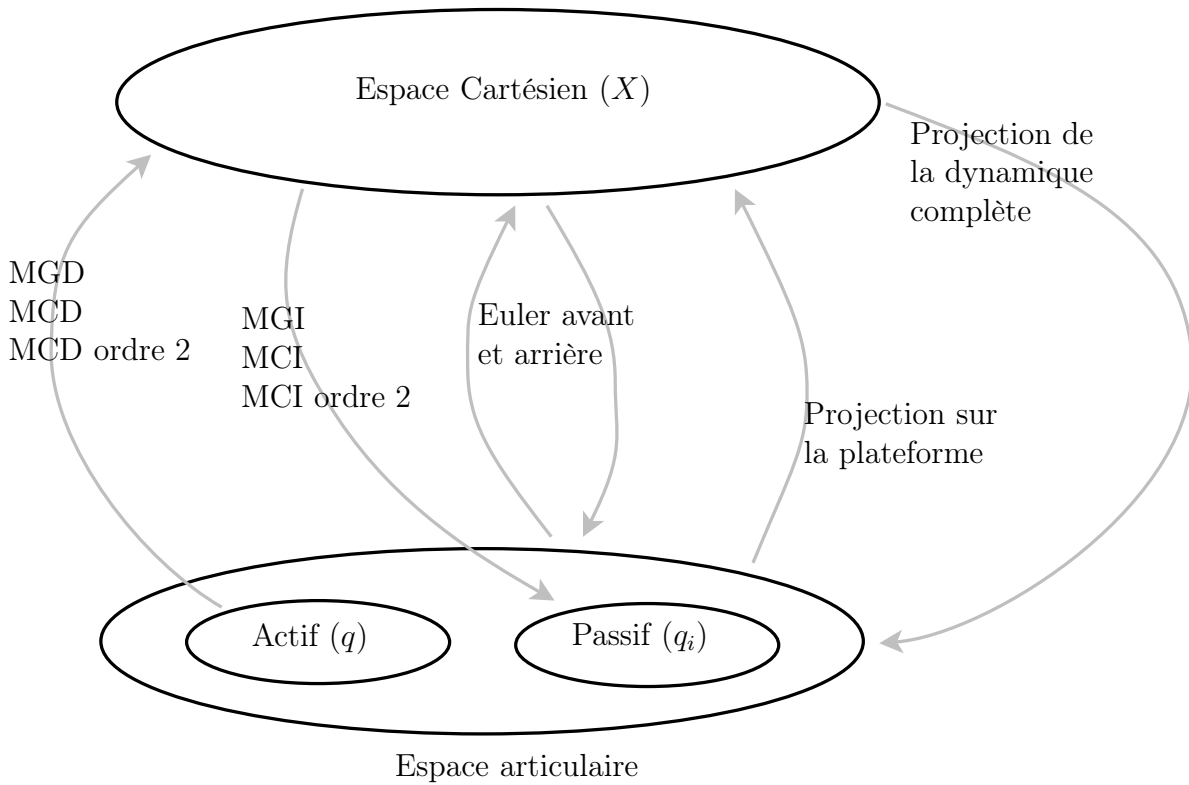 Espace Cartésien (X)
Projection de
la dynamique
complète
MGD
MCD
MCD ordre 2
MGI
MCI
MCI ordre 2
Euler avant
et arrière
Projection sur
la plateforme
Actif (q)
Passif (qᵢ)
Espace articulaire